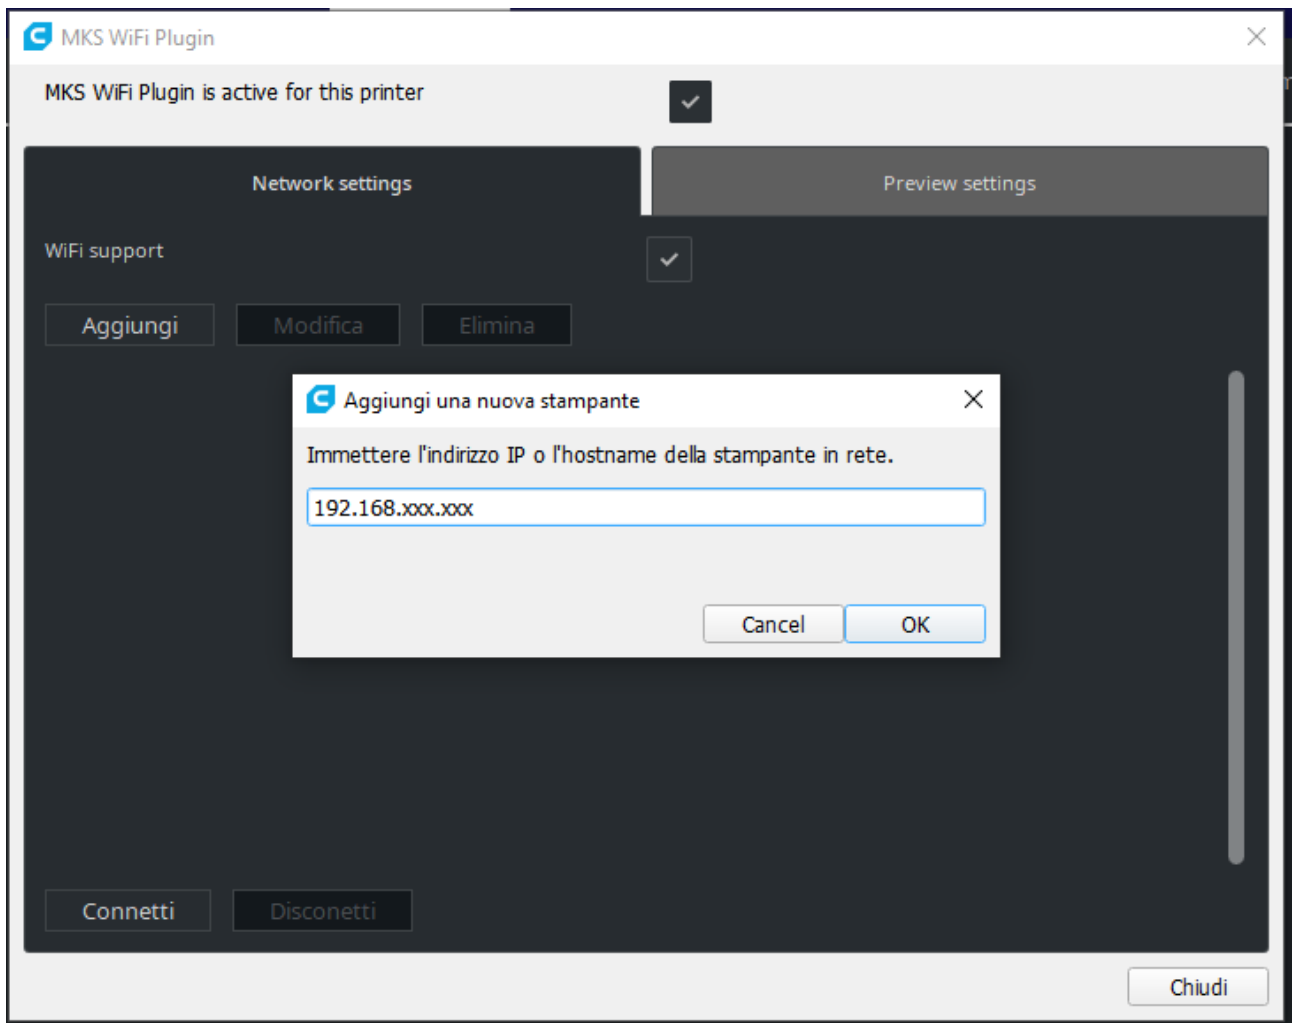 MKS WiFi Plugin
MKS WiFi Plugin is active for this printer
Network settings
Preview settings
WiFi support
Aggiungi
Modifica
Elimina
Aggiungi una nuova stampante
Immettere l'indirizzo IP o l'hostname della stampante in rete.
192.168.xxx.xxx
Cancel
OK
Connetti
Disconetti
Chiudi